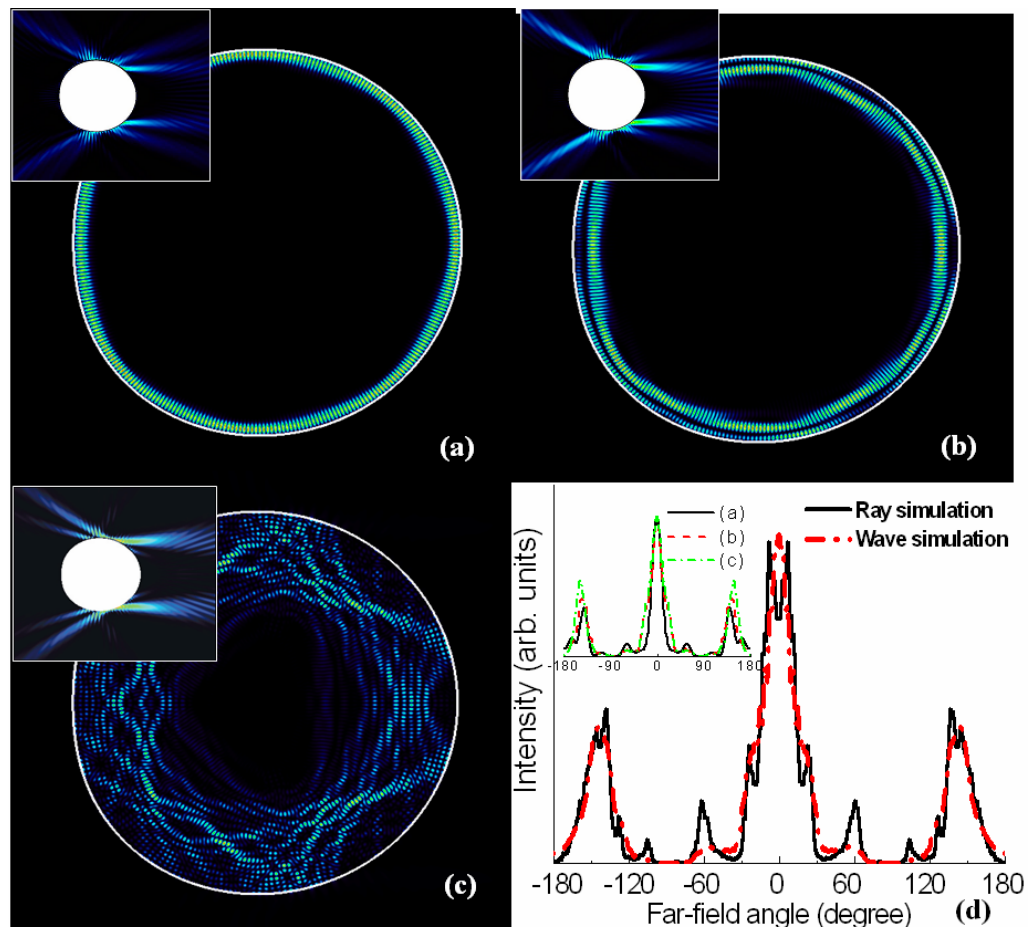 (a)
(b)
(c)
(a)
(b)
(c)
-180 -90 0 90 180
Ray simulation
Wave simulation
Intensity (arb. units)
-180 -120 -60 0 60 120 180
Far-field angle (degree)
(d)